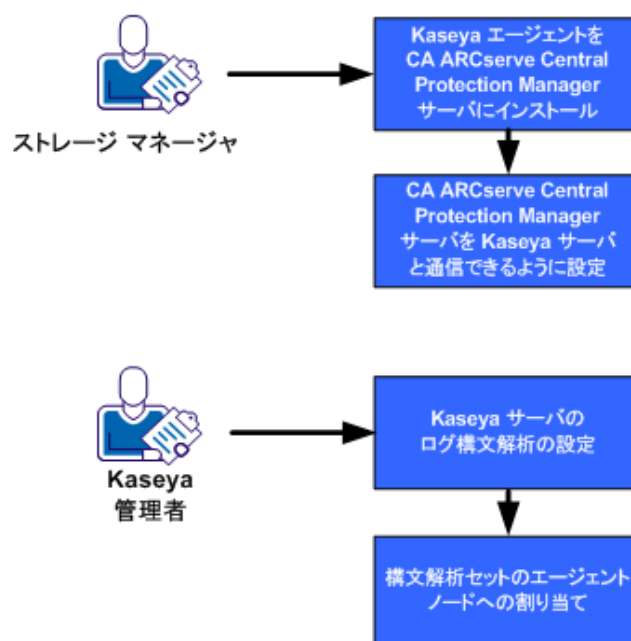 Kaseya エージェントを
CA ARCserve Central
Protection Manager
サーバにインストール
ストレージ マネージャ
CA ARCserve Central
Protection Manager
サーバを Kaseya サーバ
と通信できるように設定
Kaseya サーバの
ログ構文解析の設定
Kaseya
管理者
構文解析セットのエージェント
ノードへの割り当て